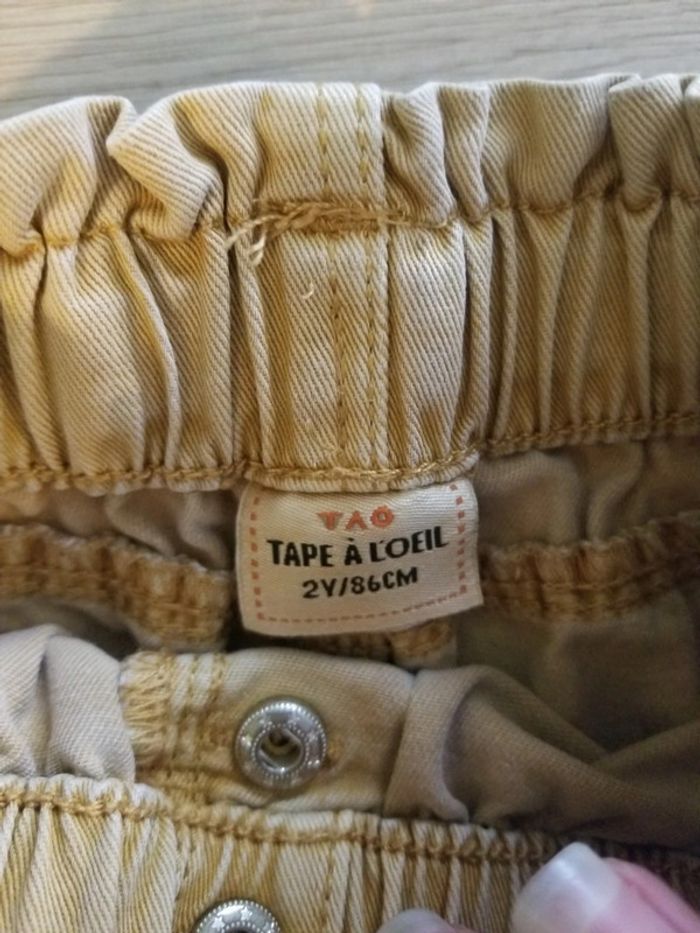 TAO
TAPE À L'OEIL
2Y/86CM